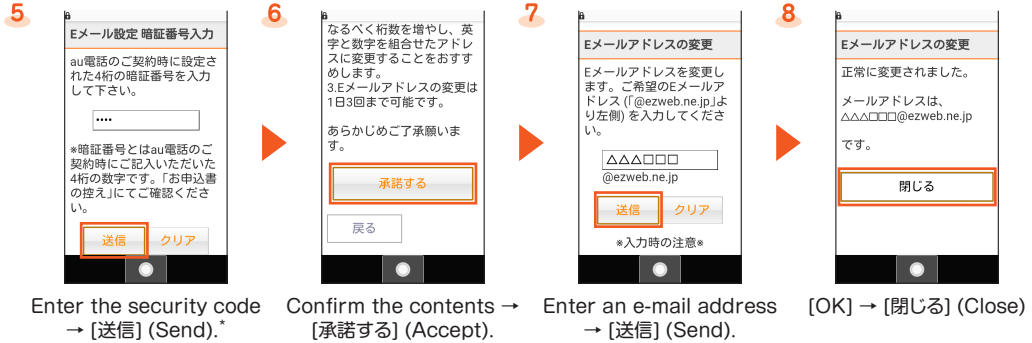 5
Eメール設定 暗証番号入力
au電話のご契約時に設定さ
れた4桁の暗証番号を入力
して下さい。
••••
※暗証番号とはau電話のご
契約時にご記入いただいた
4桁の数字です。「お申込書
の控え」にてご確認くださ
い。
送信 クリア
Enter the security code
→ [送信] (Send).*
6
なるべく桁数を増やし、英
字と数字を組合せたアドレ
スに変更することをおすす
めします。
3.Eメールアドレスの変更は
1日3回まで可能です。
あらかじめご了承願いま
す。
承諾する
戻る
Confirm the contents →
[承諾する] (Accept).
7
Eメールアドレスの変更
Eメールアドレスを変更し
ます。ご希望のEメールア
ドレス (「@ezweb.ne.jp」よ
り左側) を入力してくださ
い。
△△△□□□
@ezweb.ne.jp
送信 クリア
※入力時の注意※
Enter an e-mail address
→ [送信] (Send).
8
Eメールアドレスの変更
正常に変更されました。
メールアドレスは、
△△△□□□@ezweb.ne.jp
です。
閉じる
[OK] → [閉じる] (Close)